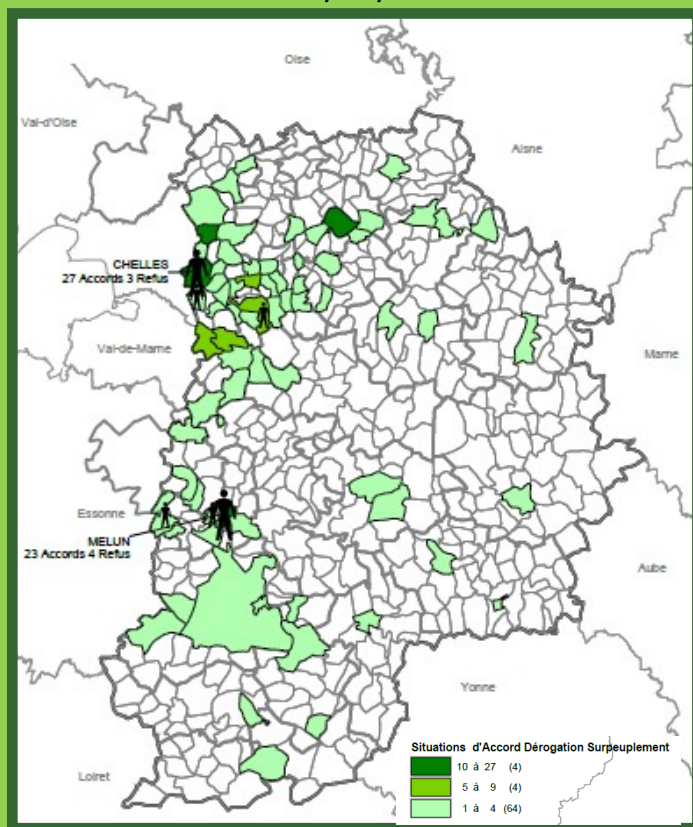 Oise
Val-d'Oise
Aisne
CHELLES
27 Accords 3 Refus
Val-de-Marne
Marne
Essonne
MELUN
23 Accords 4 Refus
Aube
Yonne
Loiret
Situations d'Accord Dérogation Surpeuplement
10 à 27 (4)
5 à 9 (4)
1 à 4 (64)